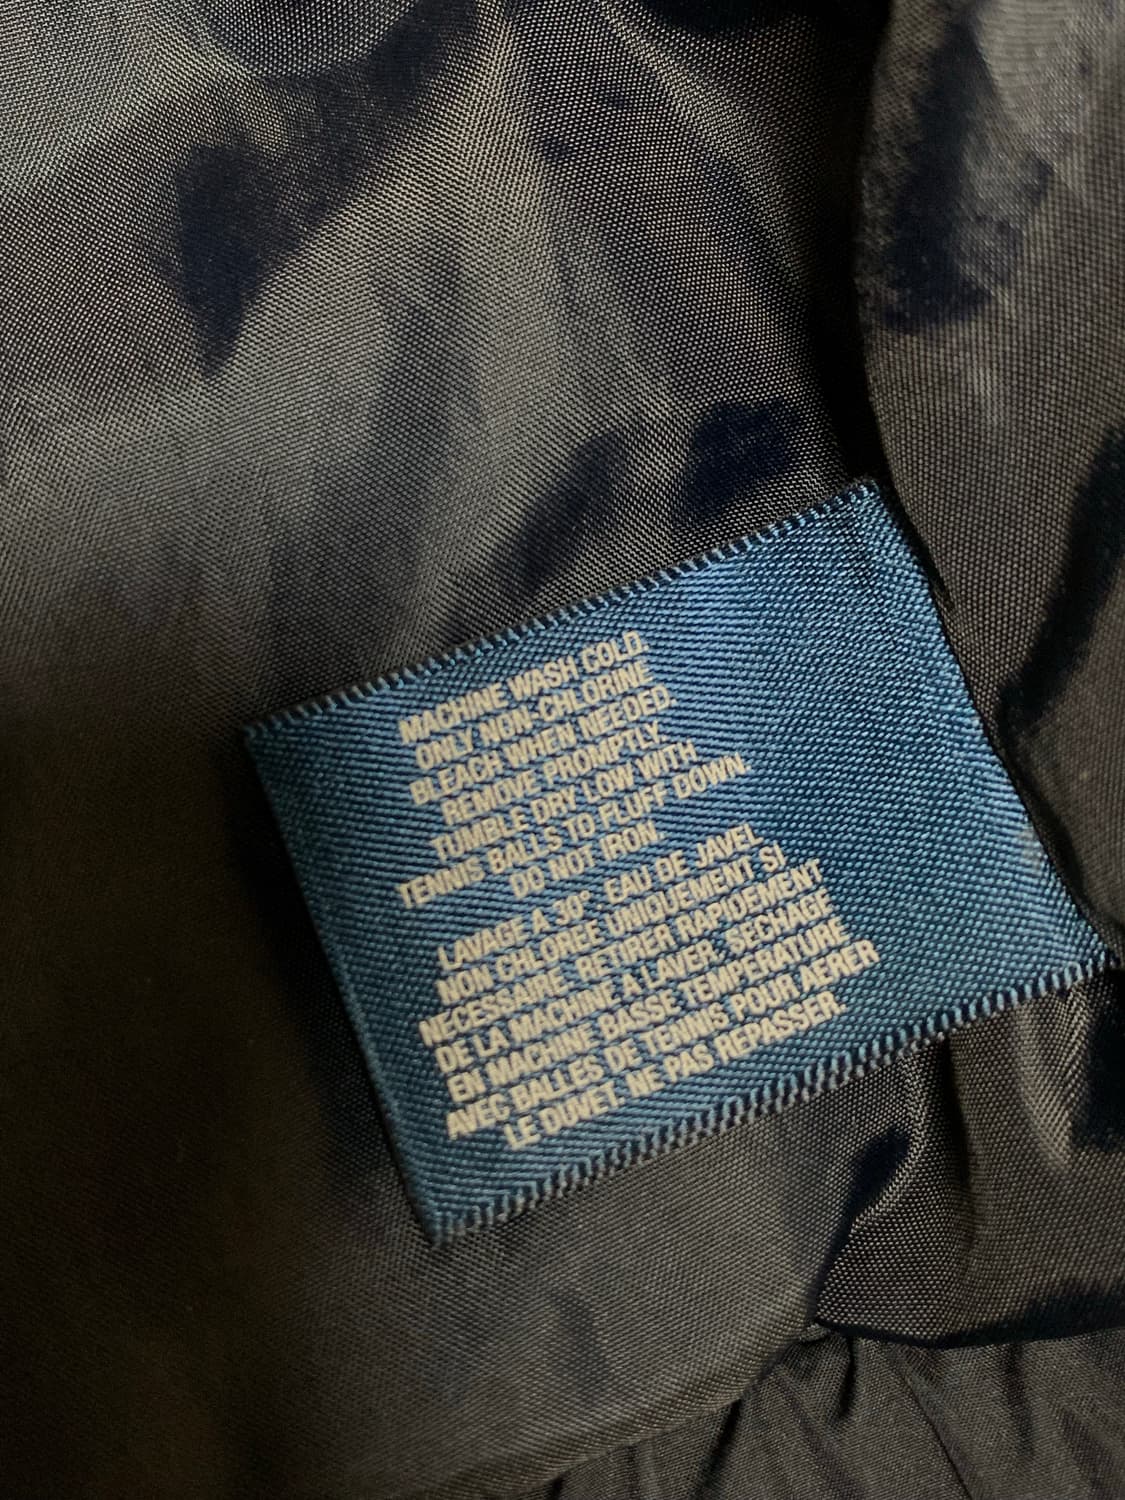 MACHINE WASH COLD.
ONLY NON-CHLORINE
BLEACH WHEN NEEDED.
REMOVE PROMPTLY.
TUMBLE DRY LOW WITH
TENNIS BALLS TO FLUFF DOWN.
DO NOT IRON.
LAVAGE A 30°. EAU DE JAVEL
NON CHLOREE UNIQUEMENT SI
NECESSAIRE, RETIRER RAPIDEMENT
DE LA MACHINE A LAVER, SECHAGE
EN MACHINE BASSE TEMPERATURE
AVEC BALLES DE TENNIS POUR AERER
LE DUVET. NE PAS REPASSER